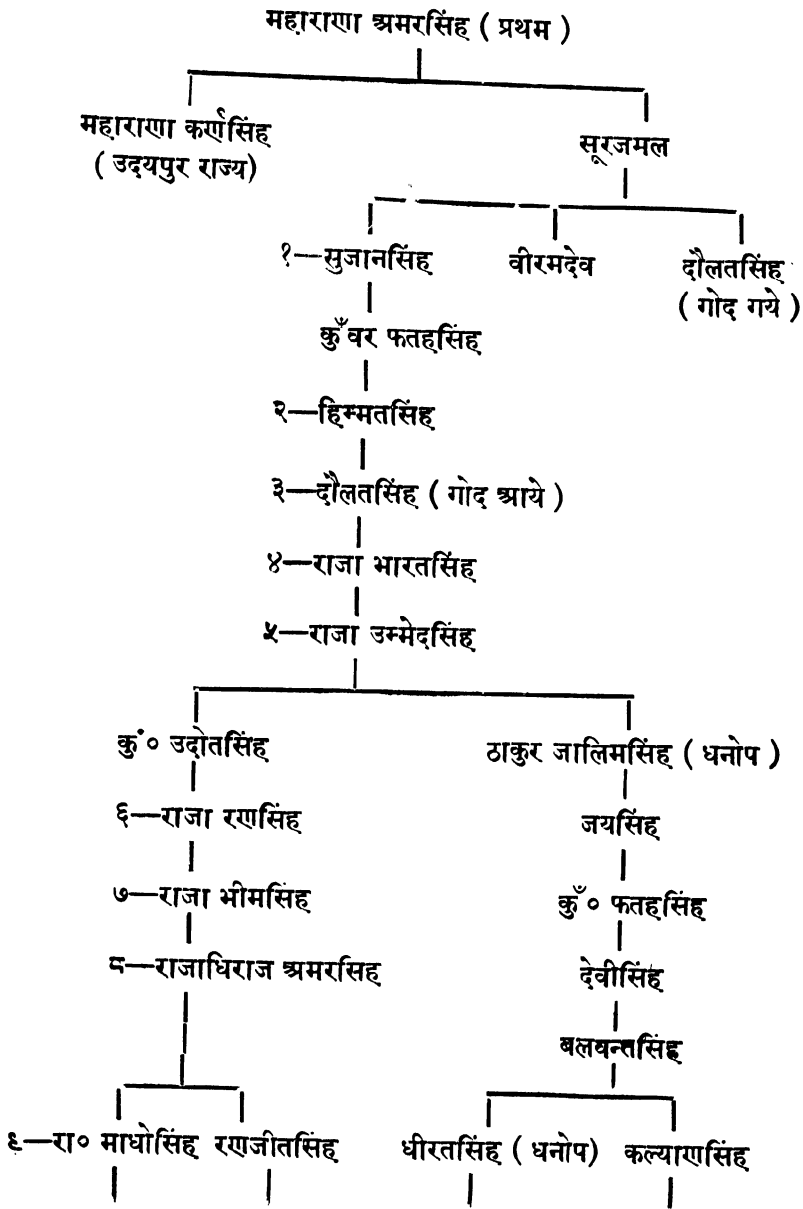 महाराणा अमरसिंह ( प्रथम )
महाराणा कर्णसिंह
( उदयपुर राज्य)
सूरजमल
१—सुजानसिंह वीरमदेव दौलतसिंह
( गोद गये )
कुँवर फतहसिंह
२—हिम्मतसिंह
३—दौलतसिंह ( गोद आये )
४—राजा भारतसिंह
५—राजा उम्मेदसिंह
कुं० उदोतसिंह ठाकुर जालिमसिंह ( धनोप )
६—राजा रणसिंह जयसिंह
७—राजा भीमसिंह कुँ० फतहसिंह
८—राजाधिराज अमरसिह देवीसिंह
बलवन्तसिंह
९—रा० माधोसिंह रणजीतसिंह धीरतसिंह ( धनोप) कल्याणसिंह